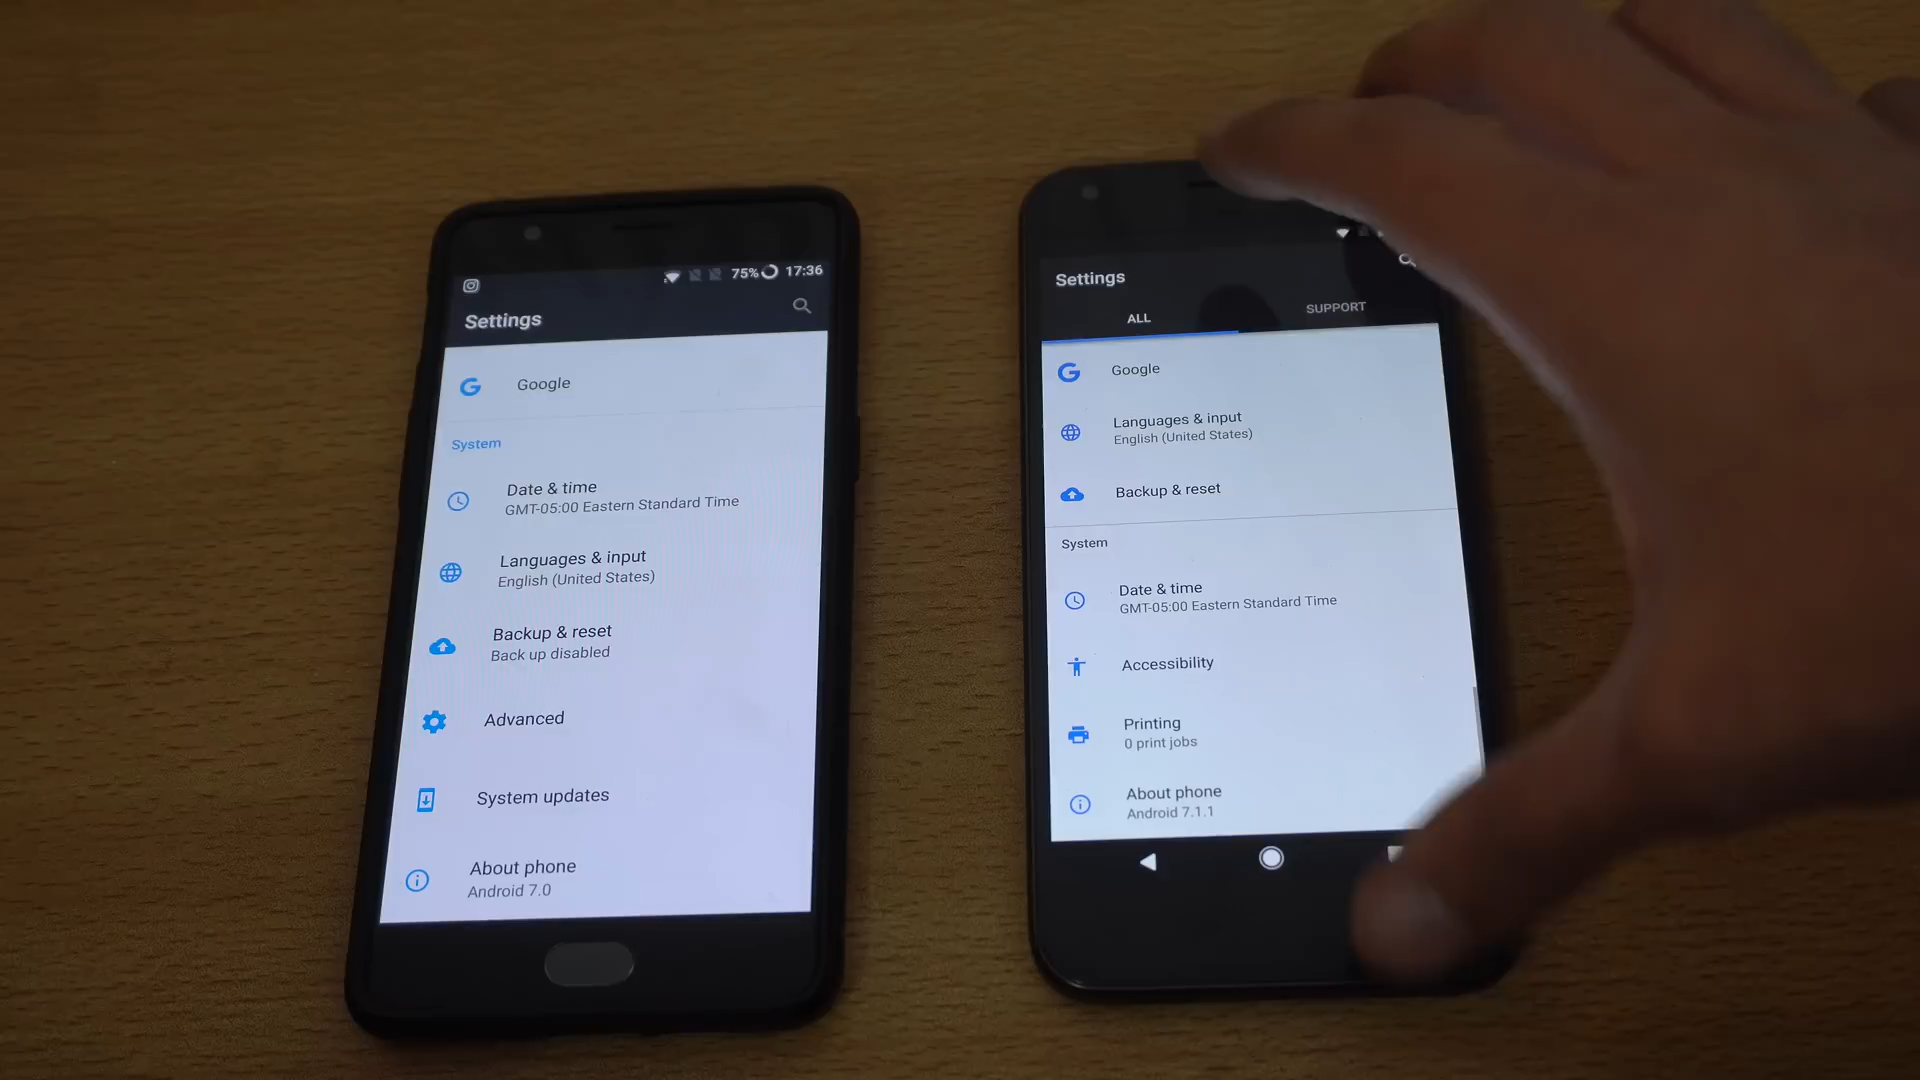 75% 17:36
Settings
Google
System
Date & time
GMT-05:00 Eastern Standard Time
Languages & input
English (United States)
Backup & reset
Back up disabled
Advanced
System updates
About phone
Android 7.0
Settings
ALL SUPPORT
Google
Languages & input
English (United States)
Backup & reset
System
Date & time
GMT-05:00 Eastern Standard Time
Accessibility
Printing
0 print jobs
About phone
Android 7.1.1